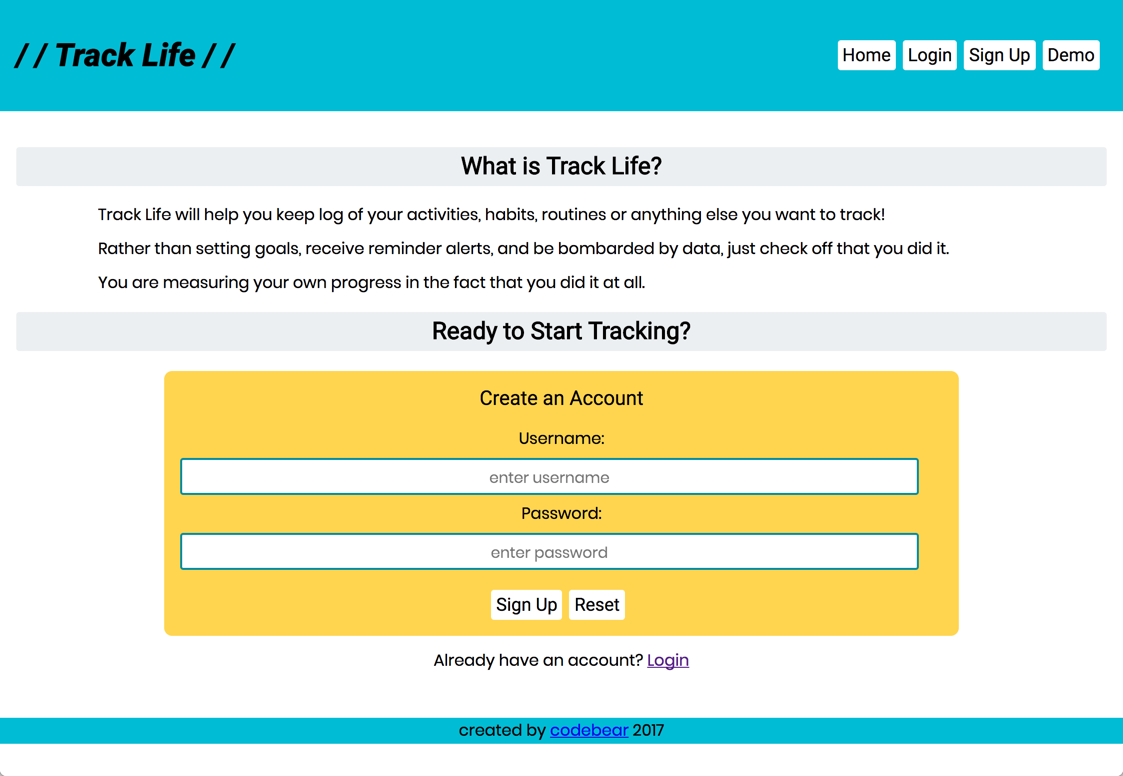 // Track Life //
Home Login Sign Up Demo
What is Track Life?
Track Life will help you keep log of your activities, habits, routines or anything else you want to track!
Rather than setting goals, receive reminder alerts, and be bombarded by data, just check off that you did it.
You are measuring your own progress in the fact that you did it at all.
Ready to Start Tracking?
Create an Account
Username:
enter username
Password:
enter password
Sign Up Reset
Already have an account? Login
created by codebear 2017